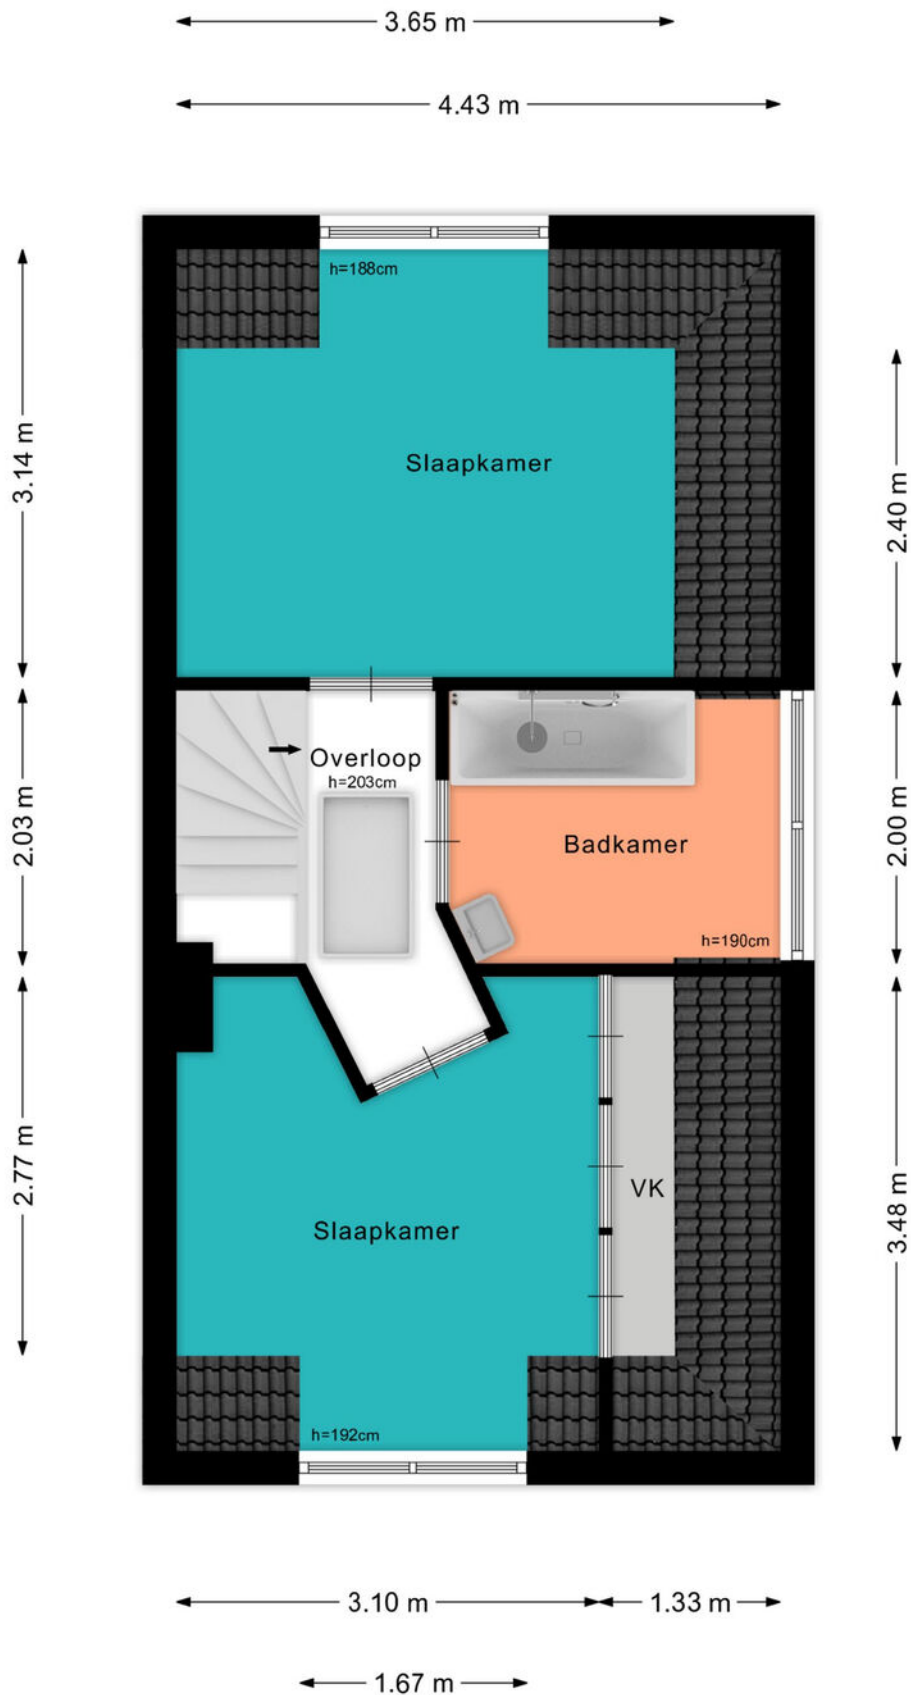 3.65 m
4.43 m
h=188cm
3.14 m
Slaapkamer
2.40 m
Overloop
h=203cm
2.03 m
Badkamer
2.00 m
h=190cm
2.77 m
VK
3.48 m
Slaapkamer
h=192cm
3.10 m
1.33 m
1.67 m